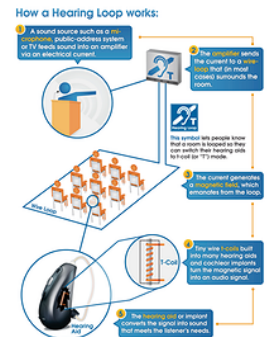 How a Hearing Loop works:
1
A sound source such as a mi-
crophone, public-address system
or TV feeds sound into an amplifier
via an electrical current.
2
The amplifier sends
the current to a wire-
loop that (in most
cases) surrounds the
room.
T
T
Hearing Loop
This symbol lets people know
that a room is looped so they
can switch their hearing aids
to t-coil (or "T") mode.
3
The current generates
a magnetic field, which
emanates from the loop.
Wire Loop
4
Tiny wire t-coils built
into many hearing aids
and cochlear implants
turn the magnetic signal
into an audio signal.
T-Coil
Hearing
Aid
5
The hearing aid or implant
converts the signal into sound
that meets the listener's needs.